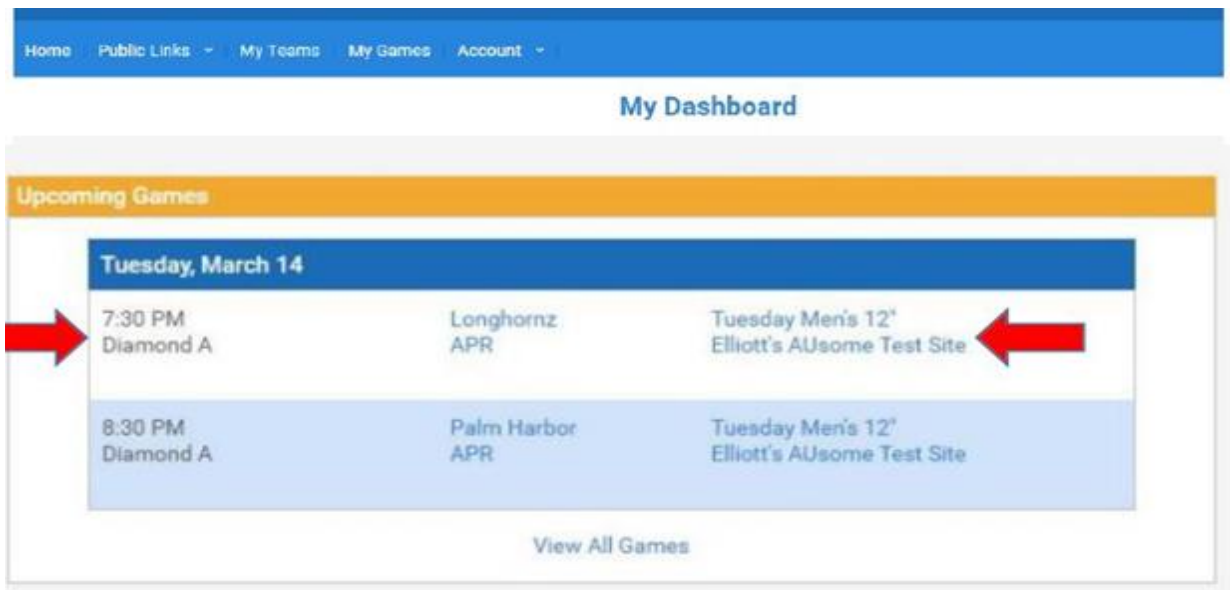 Home Public Links My Teams My Games Account
My Dashboard
Upcoming Games
Tuesday, March 14
7:30 PM Longhornz Tuesday Men's 12"
Diamond A APR Elliott's AUsome Test Site
8:30 PM Palm Harbor Tuesday Men's 12"
Diamond A APR Elliott's AUsome Test Site
View All Games